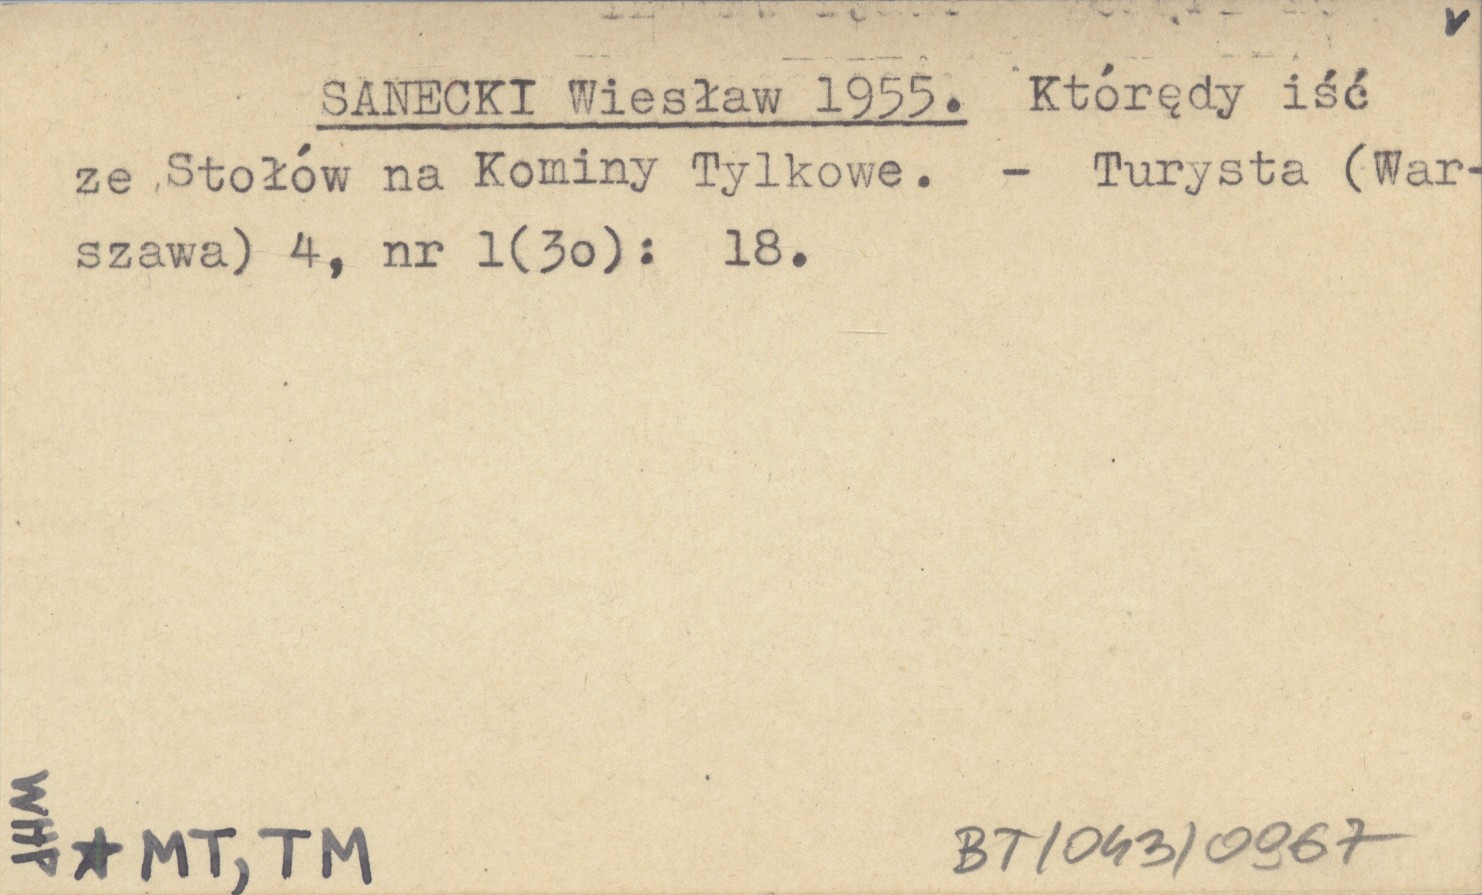 v
SANECKI Wiesław 1955. Którędy iść
ze Stołów na Kominy Tylkowe. - Turysta (War-
szawa) 4, nr 1(3o): 18.
WHP
★ MT, TM
BT/043/0967